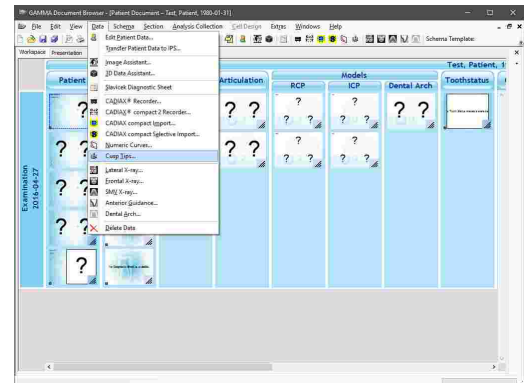 GAMMA Document Browser - [Patient Document - Test, Patient, 1980-01-31]
File Edit View Data Schema Section Analysis Collection Cell Design Extras Windows Help
Schema Template:
Workspace Presentation
Edit Patient Data...
Transfer Patient Data to IPS...
Image Assistant...
3D Data Assistant...
Slavicek Diagnostic Sheet
CADIAX® Recorder...
CADIAX® compact 2 Recorder...
CADIAX compact Import...
CADIAX compact Selective Import...
Numeric Curves...
Cusp Tips...
Lateral X-ray...
Frontal X-ray...
SMV X-ray...
Anterior Guidance...
Dental Arch...
Delete Data
Test, Patient, 1
Patient
Articulation
Models
RCP
ICP
Dental Arch
Toothstatus
Examination
2016-04-27
? ? ? ? ? ? ?